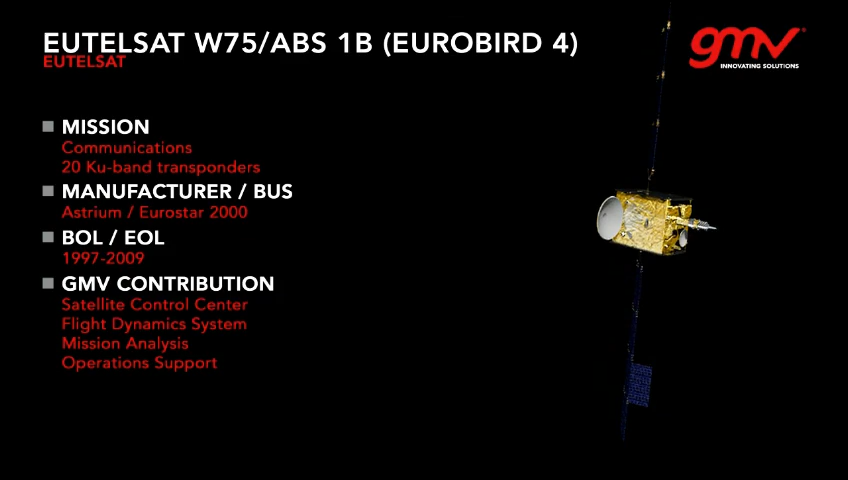 EUTELSAT W75/ABS 1B (EUROBIRD 4)
EUTELSAT
gmv
INNOVATING SOLUTIONS
MISSION
Communications
20 Ku-band transponders
MANUFACTURER / BUS
Astrium / Eurostar 2000
BOL / EOL
1997-2009
GMV CONTRIBUTION
Satellite Control Center
Flight Dynamics System
Mission Analysis
Operations Support